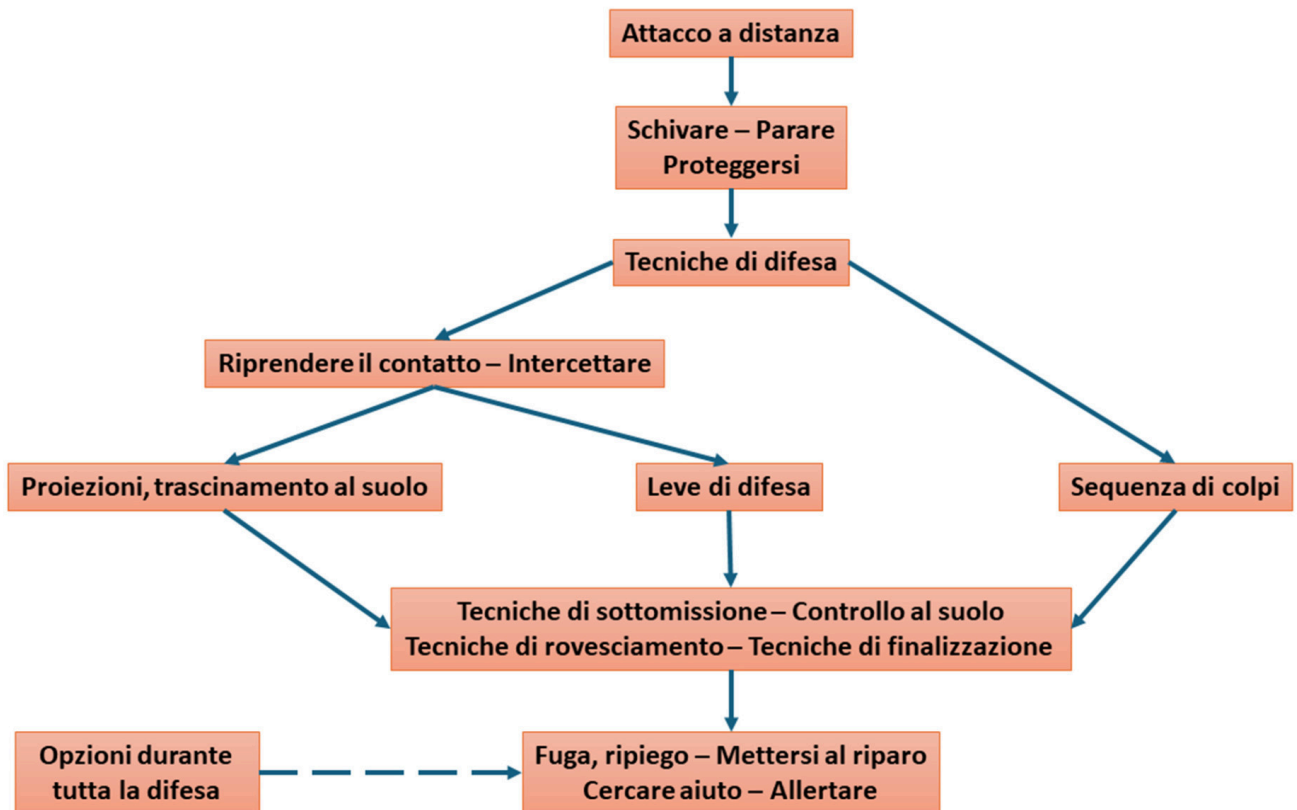 Attacco a distanza
Schivare – Parare
Proteggersi
Tecniche di difesa
Riprendere il contatto – Intercettare
Proiezioni, trascinamento al suolo
Leve di difesa
Sequenza di colpi
Tecniche di sottomissione – Controllo al suolo
Tecniche di rovesciamento – Tecniche di finalizzazione
Opzioni durante
tutta la difesa
Fuga, ripiego – Mettersi al riparo
Cercare aiuto – Allertare